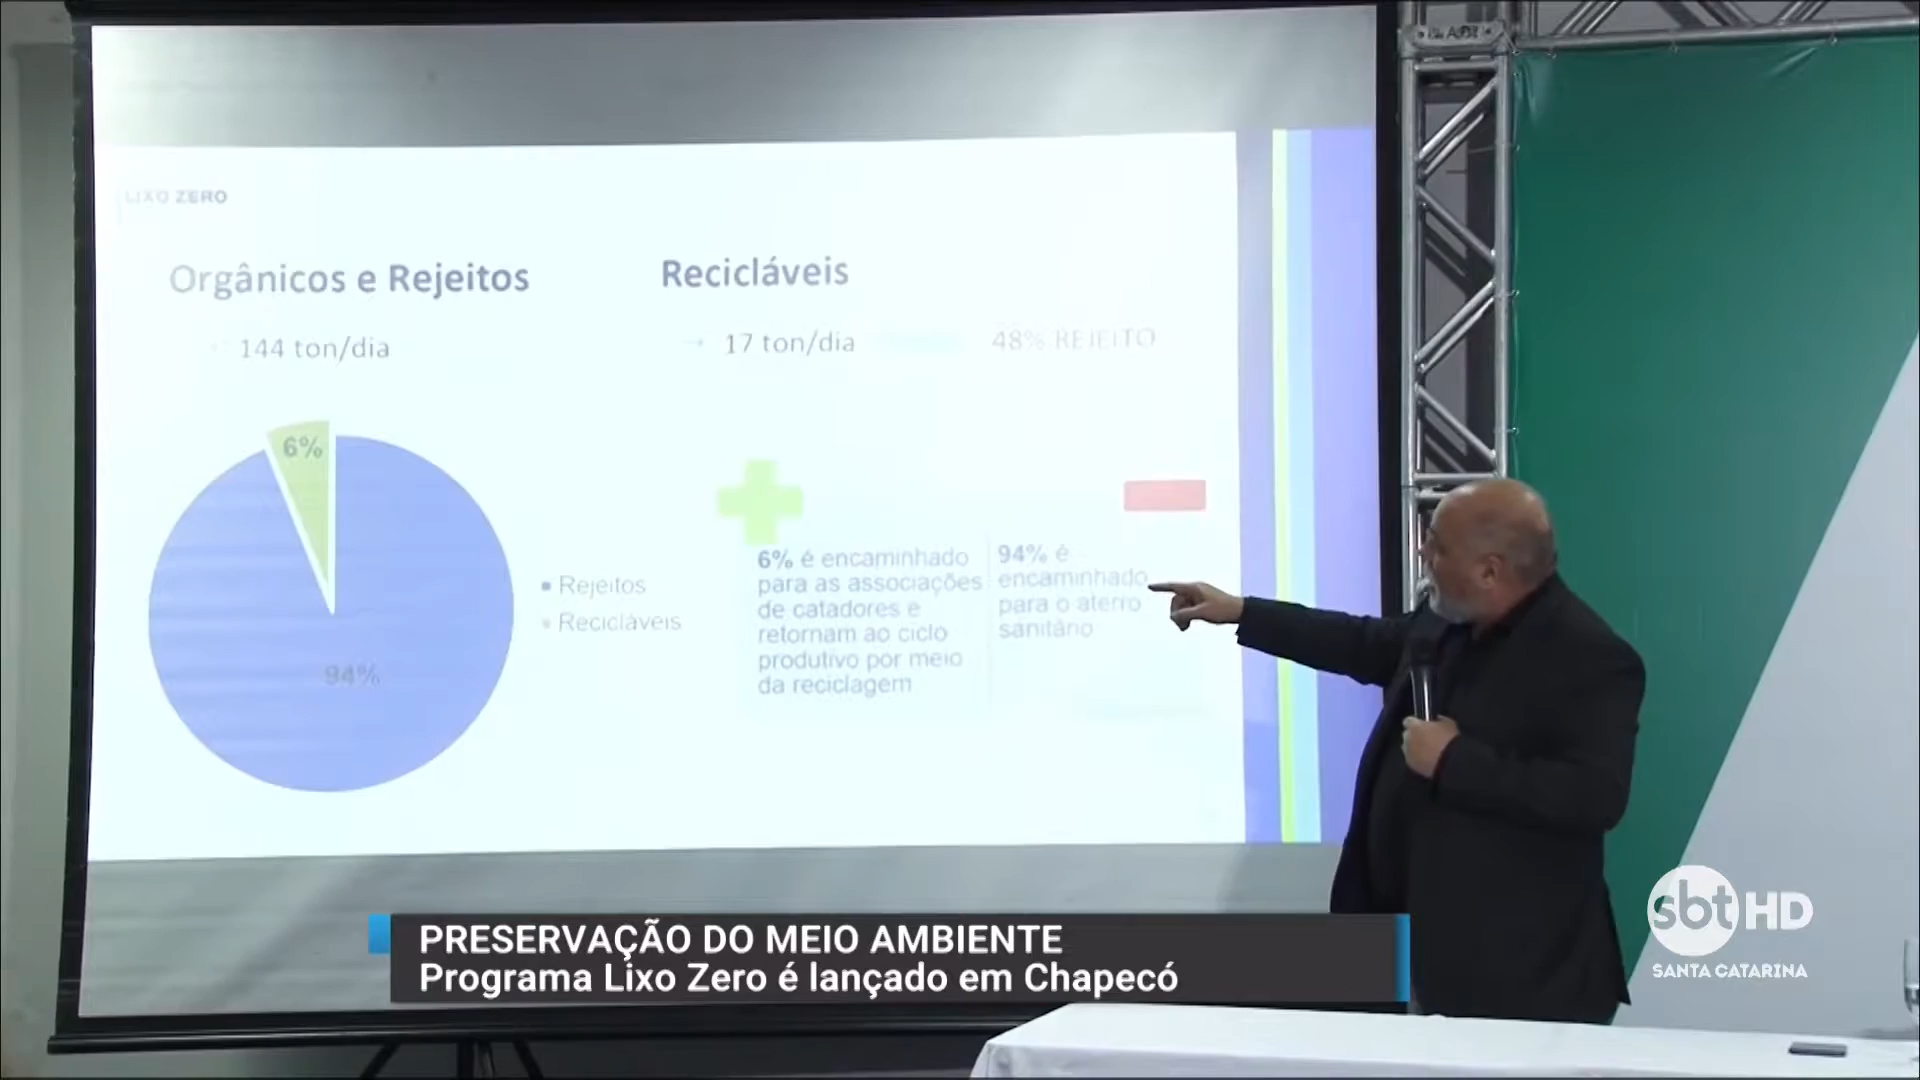 LIXO ZERO
Orgânicos e Rejeitos
144 ton/dia
6%
94%
Rejeitos
Recicláveis
Recicláveis
17 ton/dia
48% REJEITO
6% é encaminhado
para as associações
de catadores e
retornam ao ciclo
produtivo por meio
da reciclagem
94% é
encaminhado
para o aterro
sanitário
PRESERVAÇÃO DO MEIO AMBIENTE
Programa Lixo Zero é lançado em Chapecó
sbt HD
SANTA CATARINA